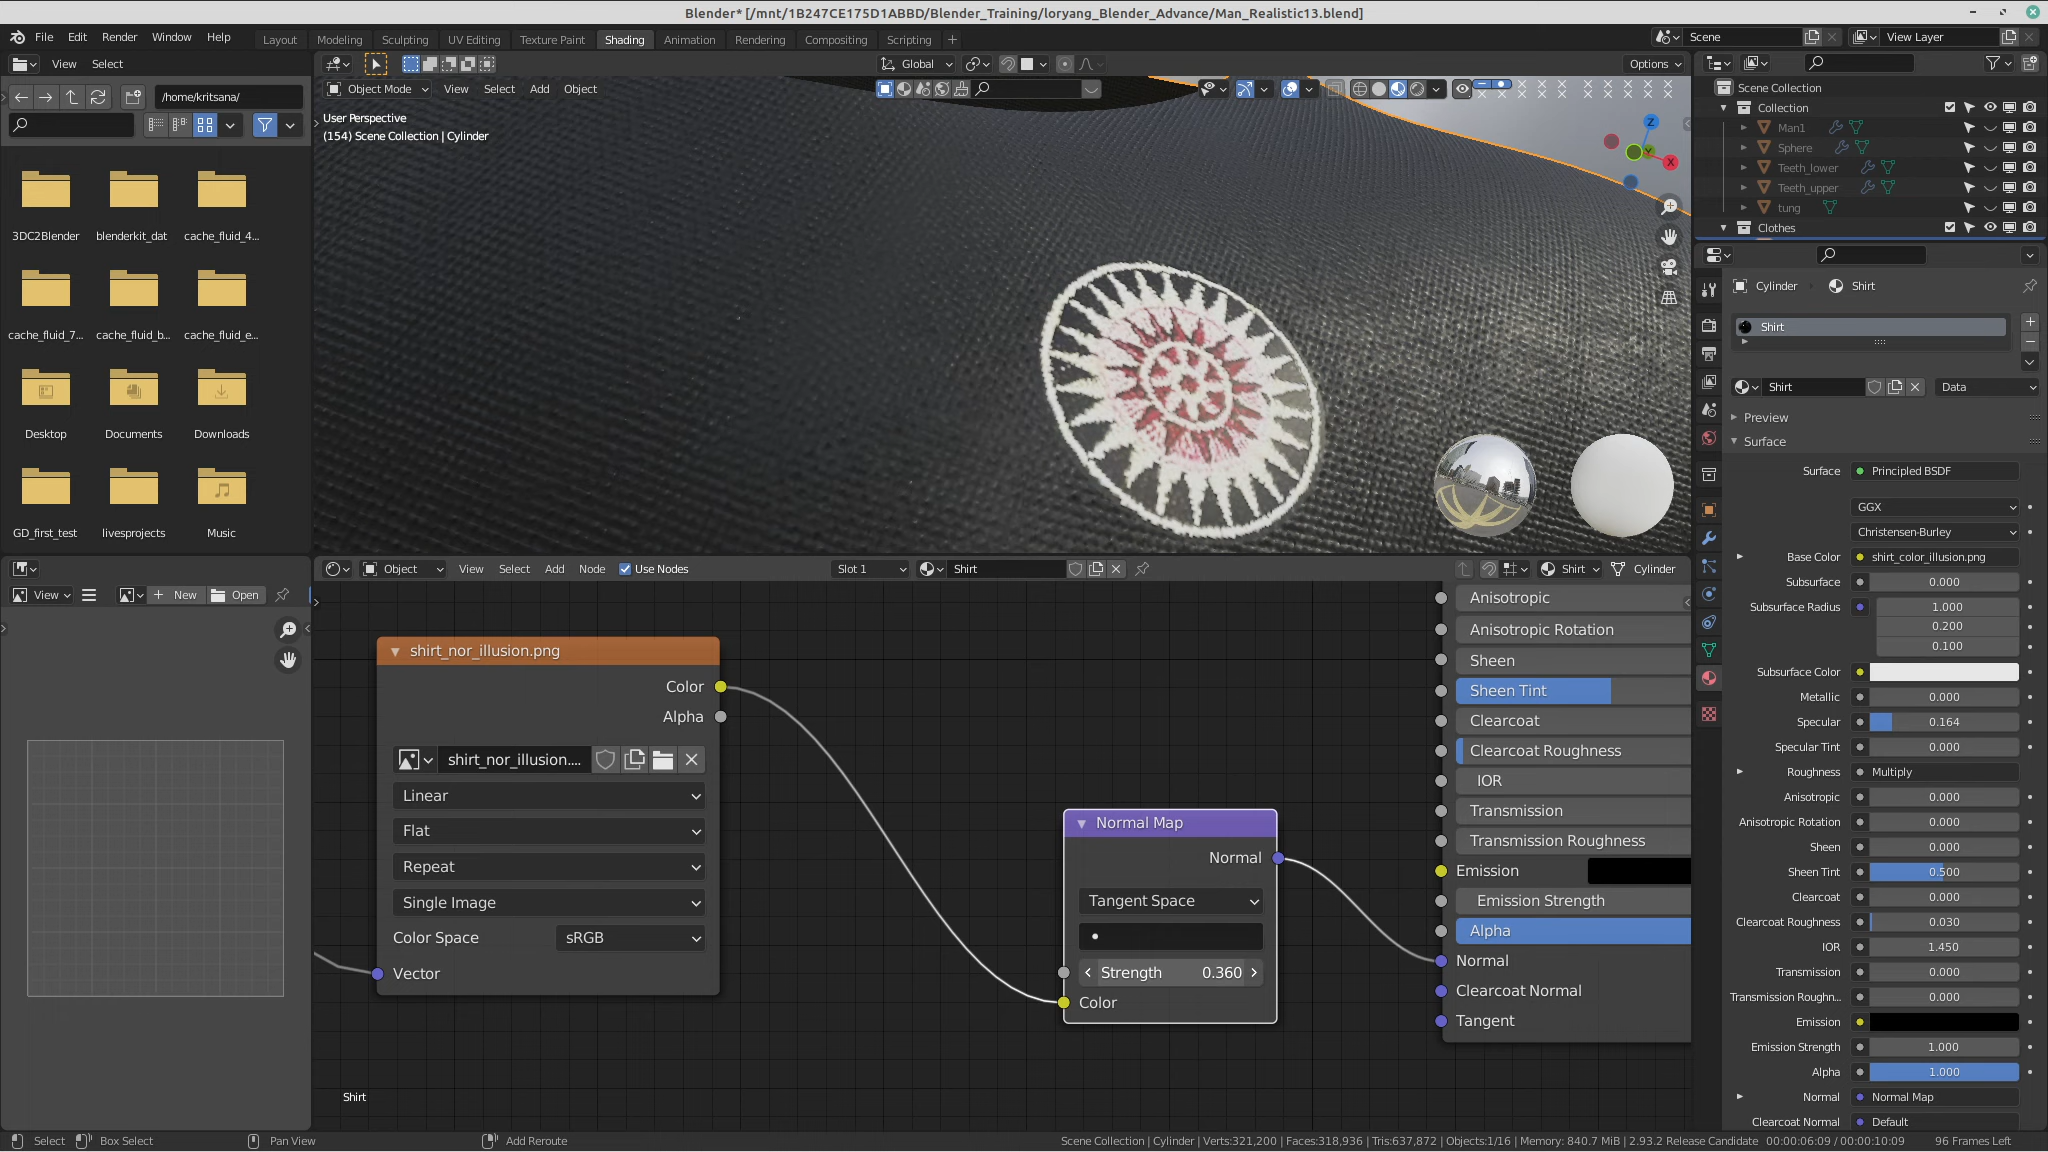 Blender* [/mnt/1B247CE175D1ABBD/Blender_Training/loryang_Blender_Advance/Man_Realistic13.blend]
File Edit Render Window Help
Layout Modeling Sculpting UV Editing Texture Paint Shading Animation Rendering Compositing Scripting +
Scene
View Layer
View Select
Global
Options
/home/kritsana/
Object Mode View Select Add Object
User Perspective
(154) Scene Collection | Cylinder
Z
Y
X
3DC2Blender blenderkit_dat cache_fluid_4...
cache_fluid_7... cache_fluid_b... cache_fluid_e...
Desktop Documents Downloads
GD_first_test livesprojects Music
Scene Collection
Collection
Man1
Sphere
Teeth_lower
Teeth_upper
tung
Clothes
Cylinder Shirt
Shirt
Shirt Data
Preview
Surface
Surface Principled BSDF
GGX
Christensen-Burley
Base Color shirt_color_illusion.png
Subsurface 0.000
Subsurface Radius 1.000
0.200
0.100
Subsurface Color
Metallic 0.000
Specular 0.164
Specular Tint 0.000
Roughness Multiply
Anisotropic 0.000
Anisotropic Rotation 0.000
Sheen 0.000
Sheen Tint 0.500
Clearcoat 0.000
Clearcoat Roughness 0.030
IOR 1.450
Transmission 0.000
Transmission Roughn... 0.000
Emission
Emission Strength 1.000
Alpha 1.000
Normal Normal Map
Clearcoat Normal Default
View New Open
Object View Select Add Node Use Nodes Slot 1 Shirt Shirt Cylinder
shirt_nor_illusion.png
Color
Alpha
shirt_nor_illusion....
Linear
Flat
Repeat
Single Image
Color Space sRGB
Vector
Normal Map
Normal
Tangent Space
Strength 0.360
Color
Anisotropic
Anisotropic Rotation
Sheen
Sheen Tint
Clearcoat
Clearcoat Roughness
IOR
Transmission
Transmission Roughness
Emission
Emission Strength
Alpha
Normal
Clearcoat Normal
Tangent
Shirt
Select Box Select Pan View Add Reroute
Scene Collection | Cylinder | Verts:321,200 | Faces:318,936 | Tris:637,872 | Objects:1/16 | Memory: 840.7 MiB | 2.93.2 Release Candidate 00:00:06:09 / 00:00:10:09 96 Frames Left